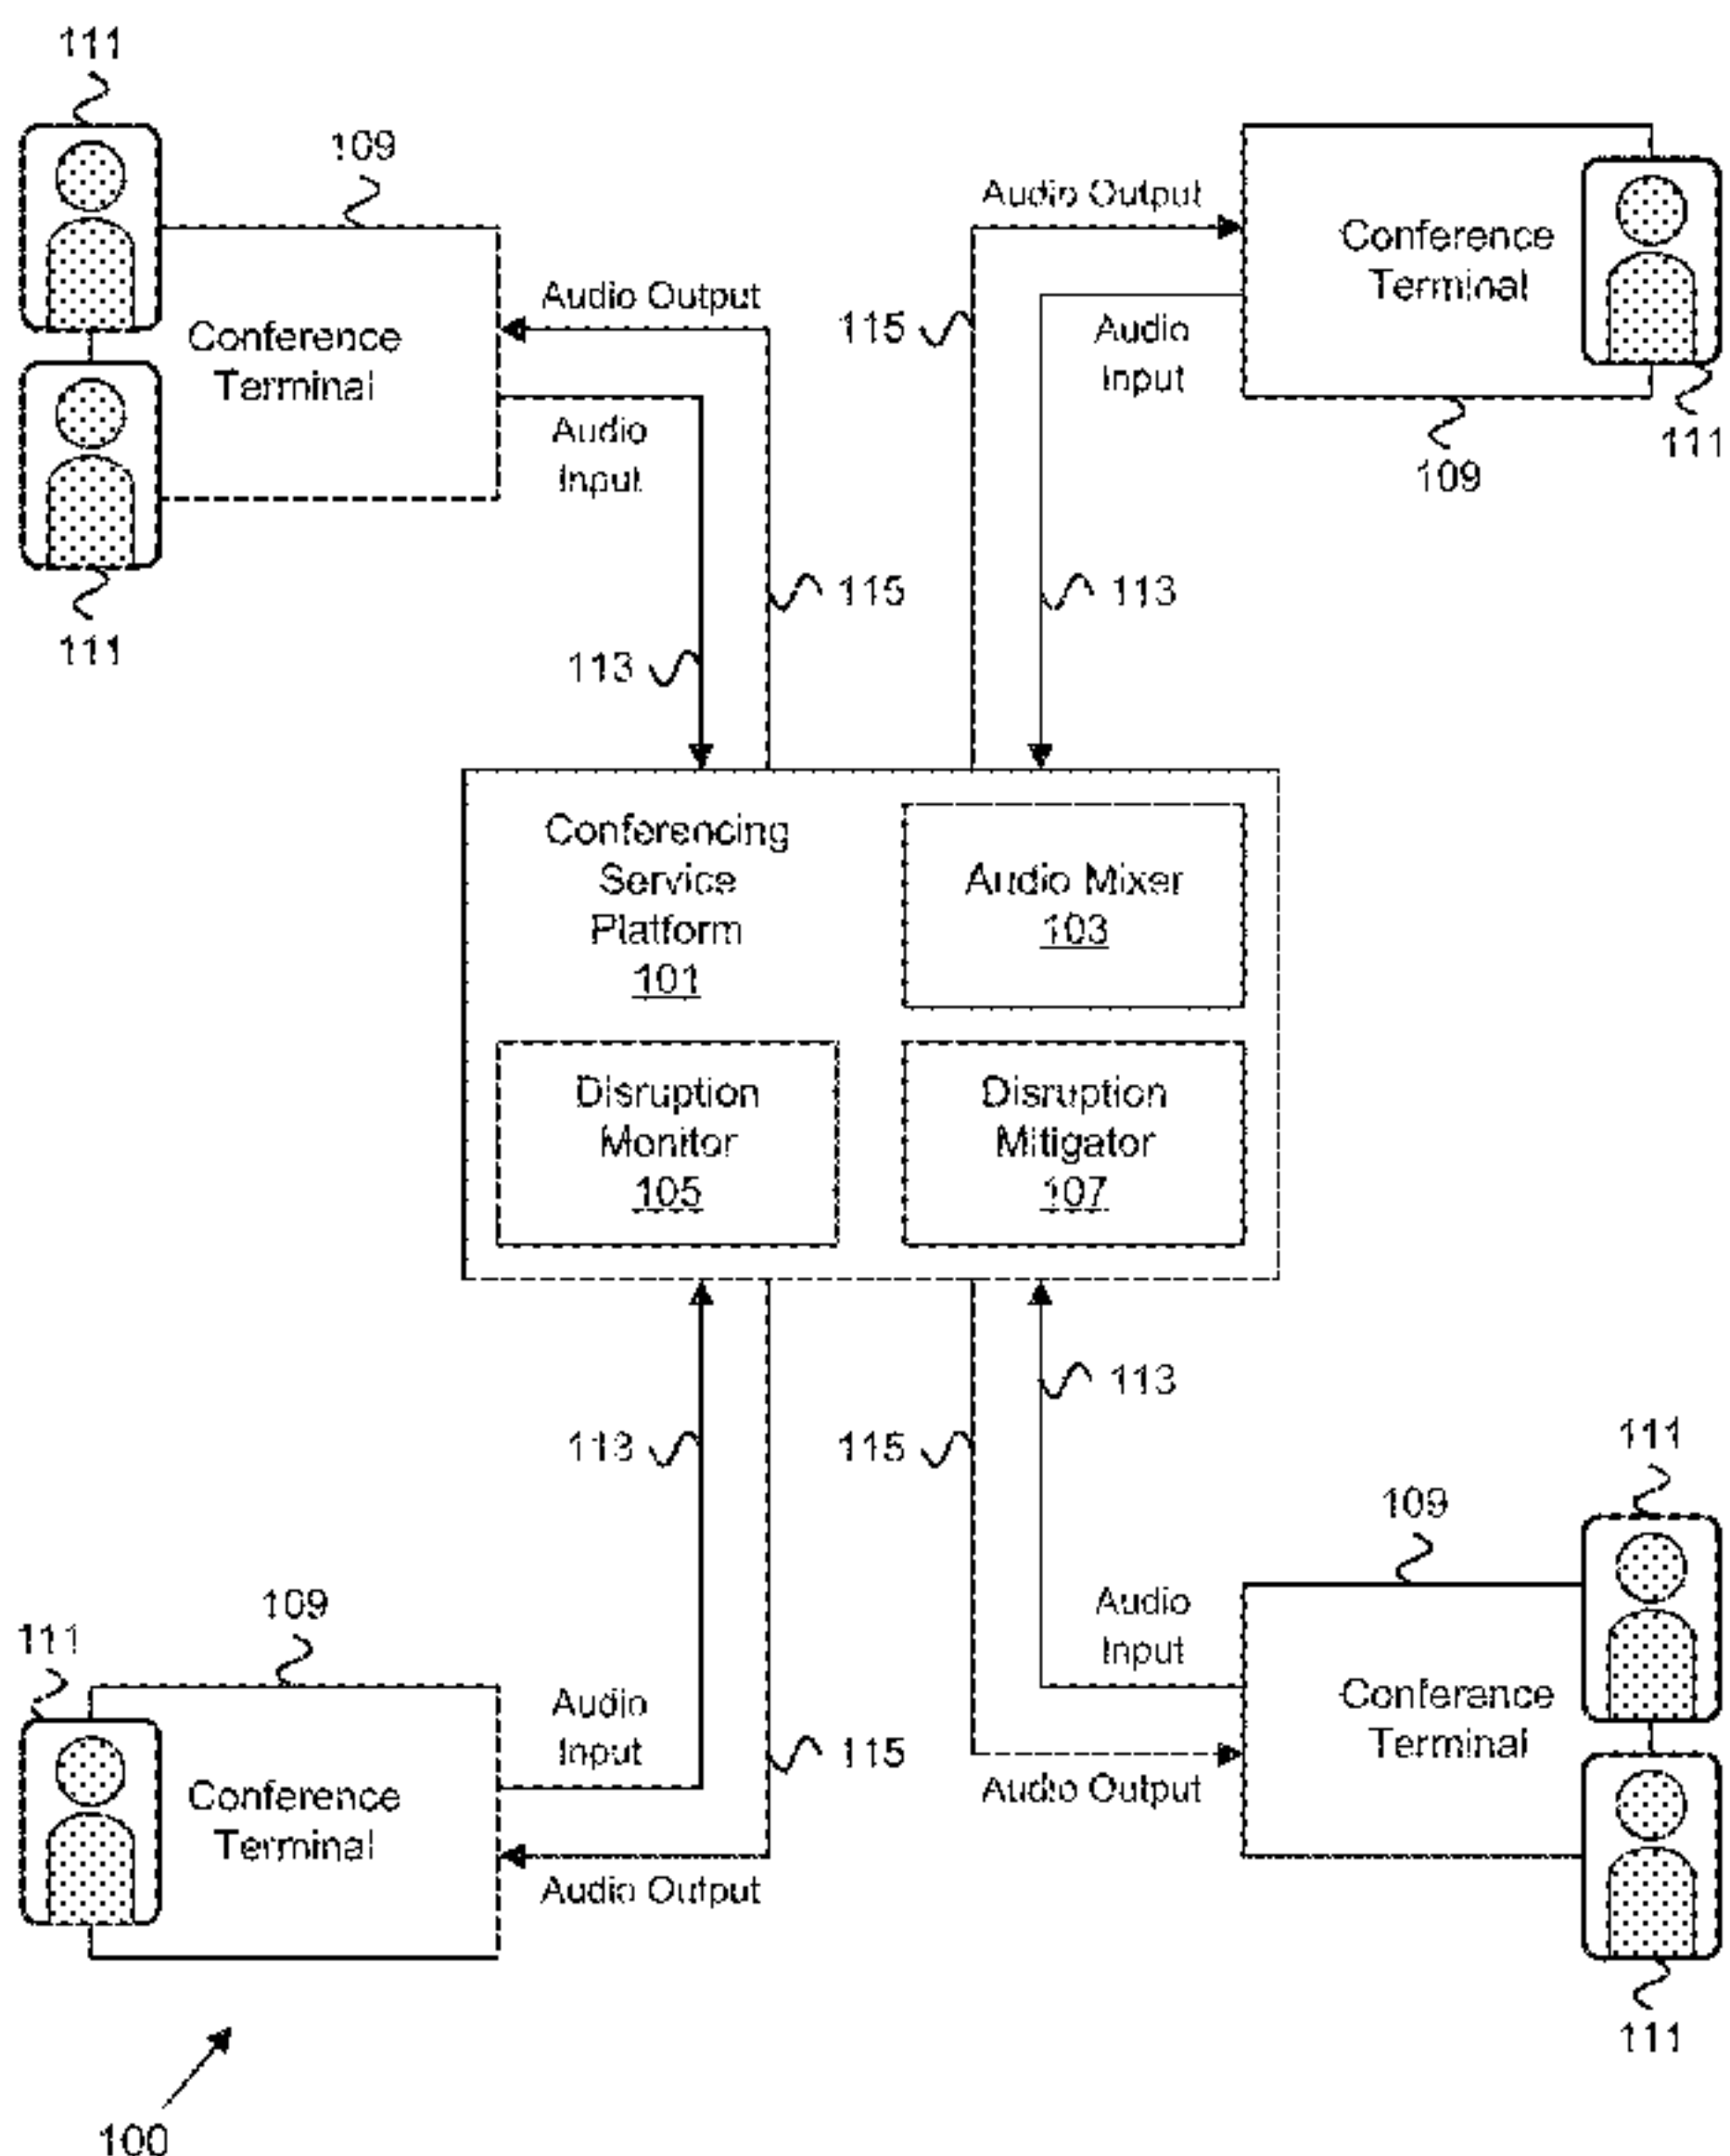 111
109
Conference
Terminal
111
Audio Output
Audio
Input
115
113
Audio Output
115
Audio
Input
113
Conference
Terminal
111
109
Conferencing
Service
Platform
101
Audio Mixer
103
Disruption
Monitor
105
Disruption
Mitigator
107
113
115
115
113
111
109
Conference
Terminal
Audio
Input
Audio Output
Audio
Input
Audio Output
111
109
Conference
Terminal
111
100